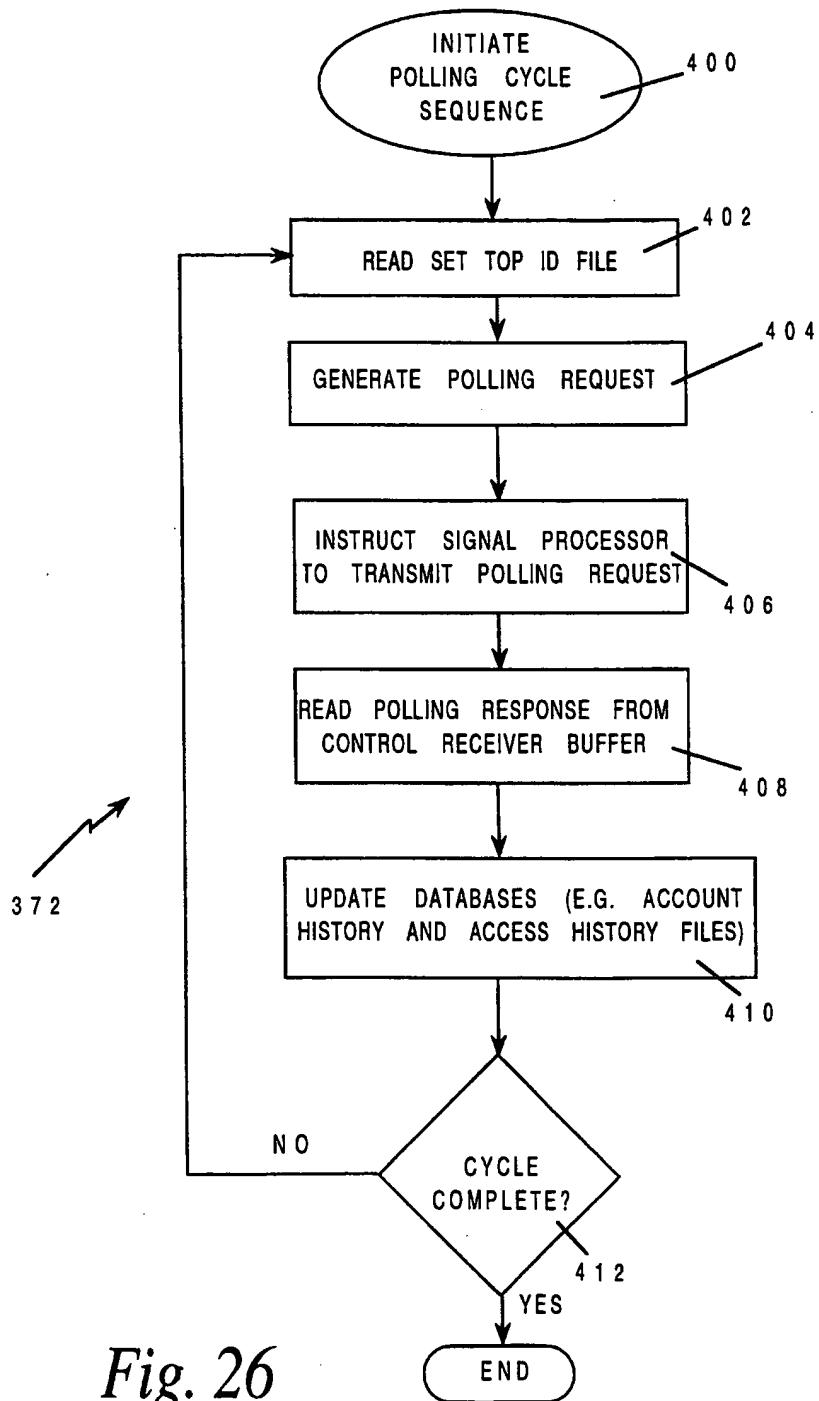 INITIATE
POLLING CYCLE
SEQUENCE
400
402
READ SET TOP ID FILE
404
GENERATE POLLING REQUEST
INSTRUCT SIGNAL PROCESSOR
TO TRANSMIT POLLING REQUEST
406
READ POLLING RESPONSE FROM
CONTROL RECEIVER BUFFER
408
372
UPDATE DATABASES (E.G. ACCOUNT
HISTORY AND ACCESS HISTORY FILES)
410
NO
CYCLE
COMPLETE?
412
YES
END
Fig. 26